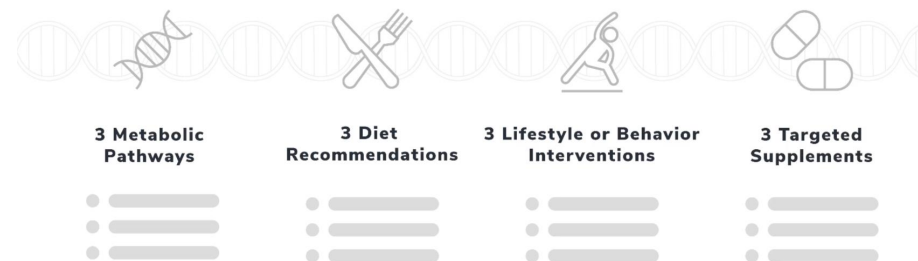 3 Metabolic
Pathways
3 Diet
Recommendations
3 Lifestyle or Behavior
Interventions
3 Targeted
Supplements